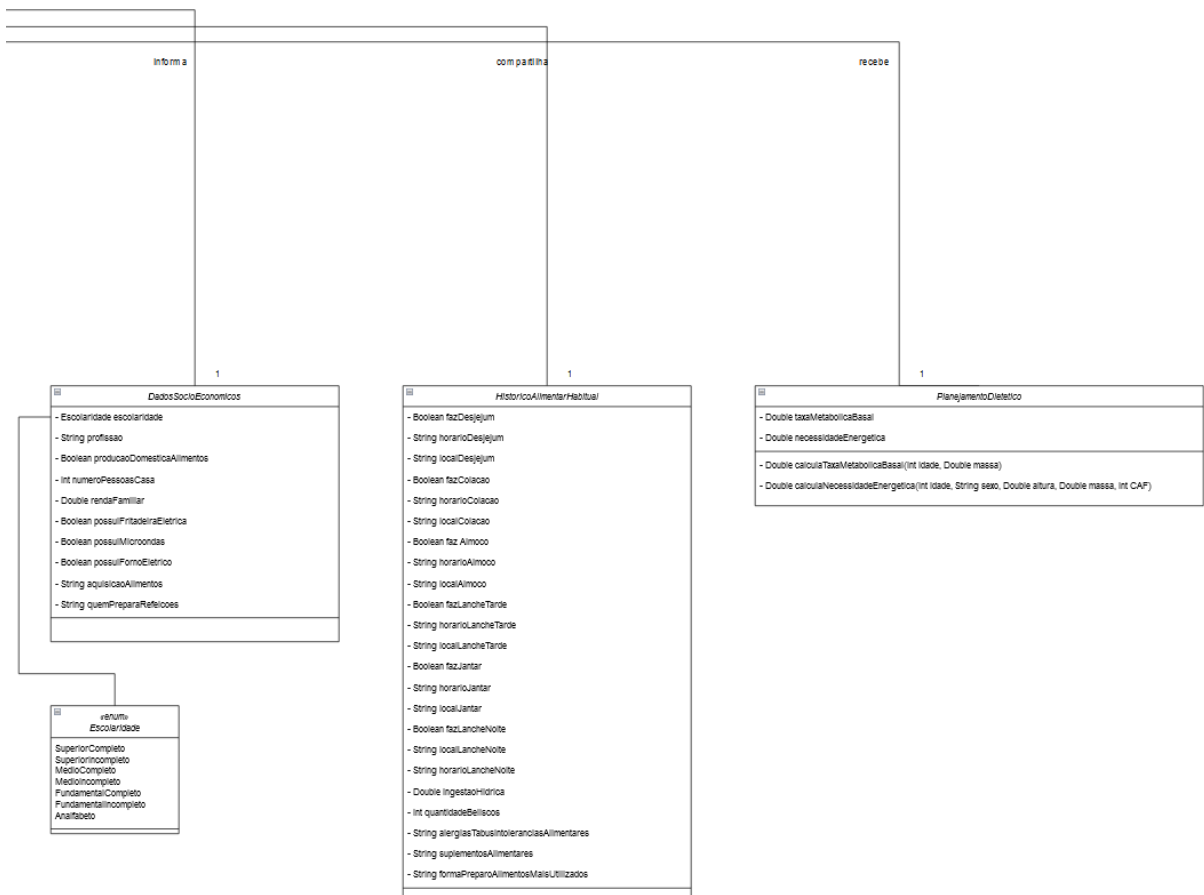 informa
compartilha
recebe
1
1
1
DadosSocioEconomicos
- Escolaridade escolaridade
- String profissao
- Boolean producaoDomesticaAlimentos
- int numeroPessoasCasa
- Double rendaFamiliar
- Boolean possuiFritadeiraEletrica
- Boolean possuiMicroondas
- Boolean possuiFornoEletrico
- String aquisicaoAlimentos
- String quemPreparaRefeicoes
«enum»
Escolaridade
SuperiorCompleto
SuperiorIncompleto
MedioCompleto
MedioIncompleto
FundamentalCompleto
FundamentalIncompleto
Analfabeto
HistoricoAlimentarHabitual
- Boolean fazDesjejum
- String horarioDesjejum
- String localDesjejum
- Boolean fazColacao
- String horarioColacao
- String localColacao
- Boolean faz Almoco
- String horarioAlmoco
- String localAlmoco
- Boolean fazLancheTarde
- String horarioLancheTarde
- String localLancheTarde
- Boolean fazJantar
- String horarioJantar
- String localJantar
- Boolean fazLancheNoite
- String localLancheNoite
- String horarioLancheNoite
- Double ingestaoHidrica
- int quantidadeBeliscos
- String alergiasTabusIntoleranciasAlimentares
- String suplementosAlimentares
- String formaPreparoAlimentosMaisUtilizados
PlanejamentoDietetico
- Double taxaMetabolicaBasal
- Double necessidadeEnergetica
- Double calculaTaxaMetabolicaBasal(int idade, Double massa)
- Double calculaNecessidadeEnergetica(int idade, String sexo, Double altura, Double massa, int CAF)